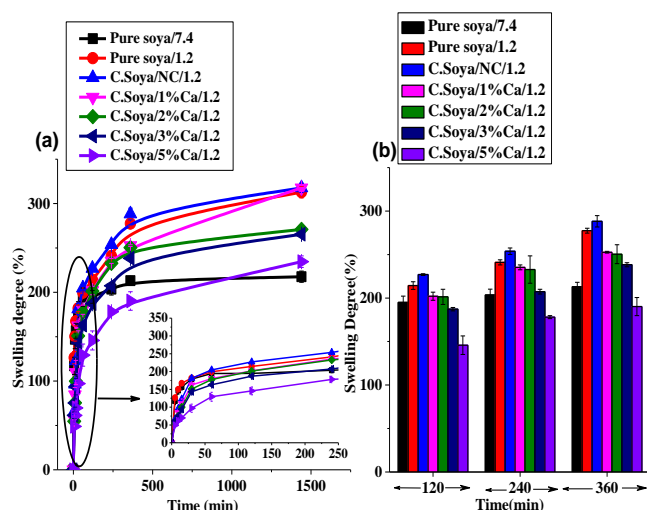 Pure soya/7.4
Pure soya/1.2
C.Soya/NC/1.2
C.Soya/1%Ca/1.2
C.Soya/2%Ca/1.2
C.Soya/3%Ca/1.2
C.Soya/5%Ca/1.2
(a)
Swelling degree (%)
300
200
100
0
0
500
1000
1500
Time (min)
350
300
250
200
150
100
50
0
0
50
100
150
200
250
Pure soya/7.4
Pure soya/1.2
C.Soya/NC/1.2
C.Soya/1%Ca/1.2
C.Soya/2%Ca/1.2
C.Soya/3%Ca/1.2
C.Soya/5%Ca/1.2
(b)
Swelling Degree(%)
300
250
200
150
100
50
0
120
240
360
Time(min)